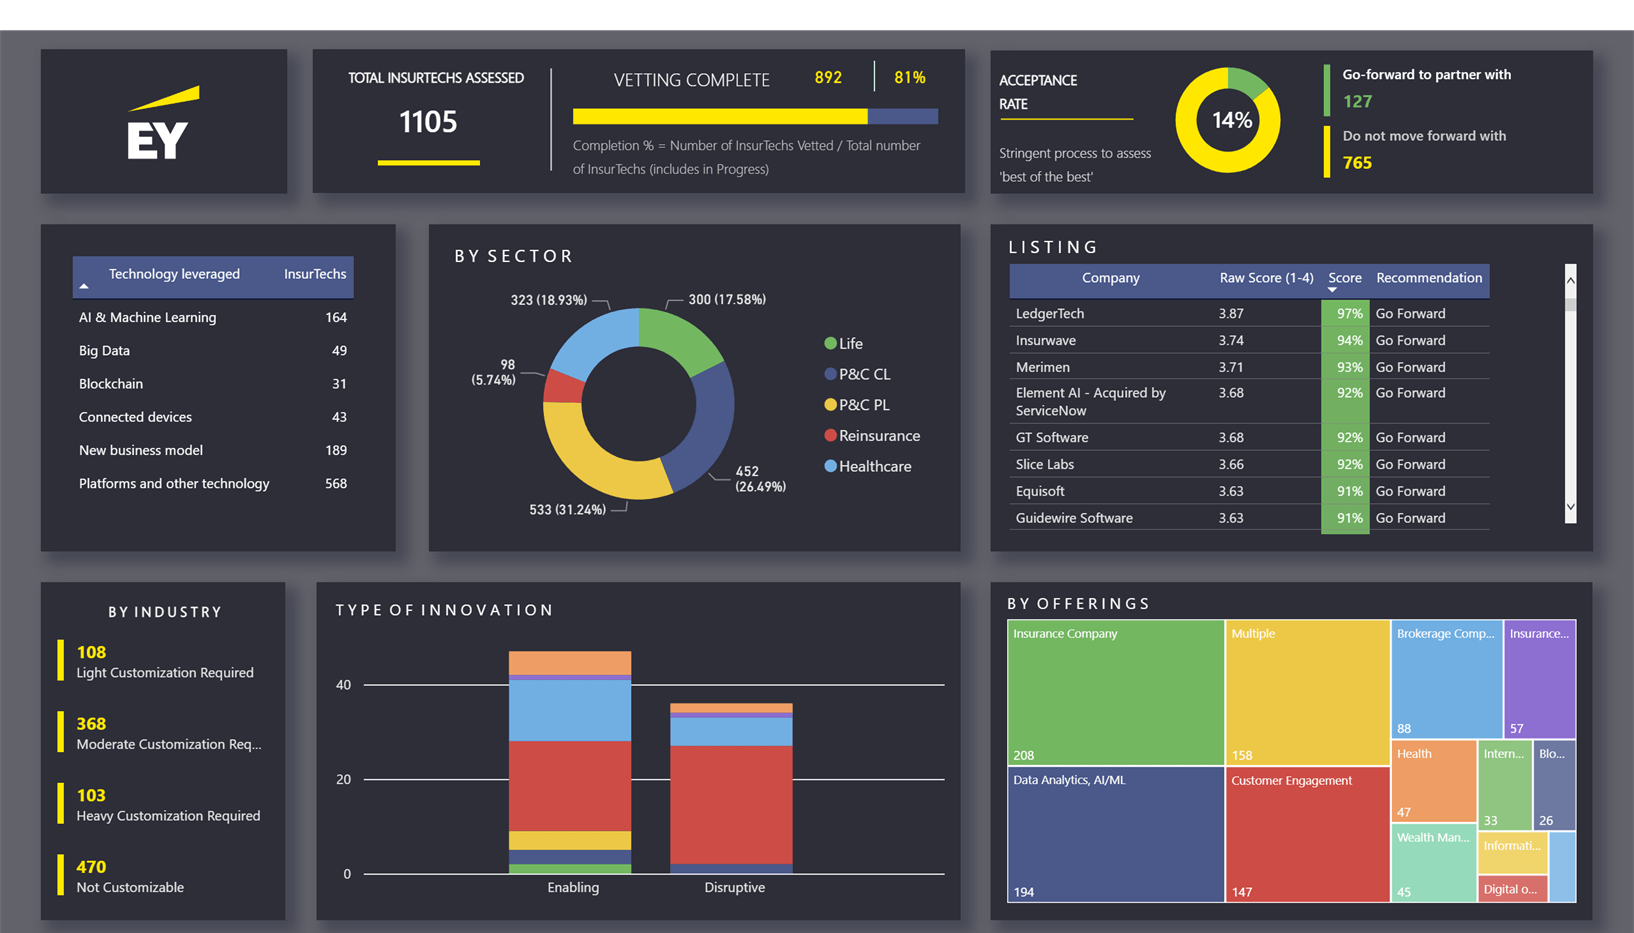 EY
TOTAL INSURTECHS ASSESSED
1105
VETTING COMPLETE 892 81%
Completion % = Number of InsurTechs Vetted / Total number
of InsurTechs (includes in Progress)
ACCEPTANCE
RATE
Stringent process to assess
'best of the best'
14%
Go-forward to partner with
127
Do not move forward with
765
Technology leveraged InsurTechs
AI & Machine Learning 164
Big Data 49
Blockchain 31
Connected devices 43
New business model 189
Platforms and other technology 568
BY SECTOR
323 (18.93%)
300 (17.58%)
98
(5.74%)
452
(26.49%)
533 (31.24%)
Life
P&C CL
P&C PL
Reinsurance
Healthcare
LISTING
Company Raw Score (1-4) Score Recommendation
LedgerTech 3.87 97% Go Forward
Insurwave 3.74 94% Go Forward
Merimen 3.71 93% Go Forward
Element AI - Acquired by 3.68 92% Go Forward
ServiceNow
GT Software 3.68 92% Go Forward
Slice Labs 3.66 92% Go Forward
Equisoft 3.63 91% Go Forward
Guidewire Software 3.63 91% Go Forward
BY INDUSTRY
108
Light Customization Required
368
Moderate Customization Req...
103
Heavy Customization Required
470
Not Customizable
TYPE OF INNOVATION
40
20
0
Enabling
Disruptive
BY OFFERINGS
Insurance Company
208
Multiple
158
Brokerage Comp...
88
Insurance...
57
Data Analytics, AI/ML
194
Customer Engagement
147
Health
47
Intern...
33
Blo...
26
Wealth Man...
45
Informati...
Digital o...